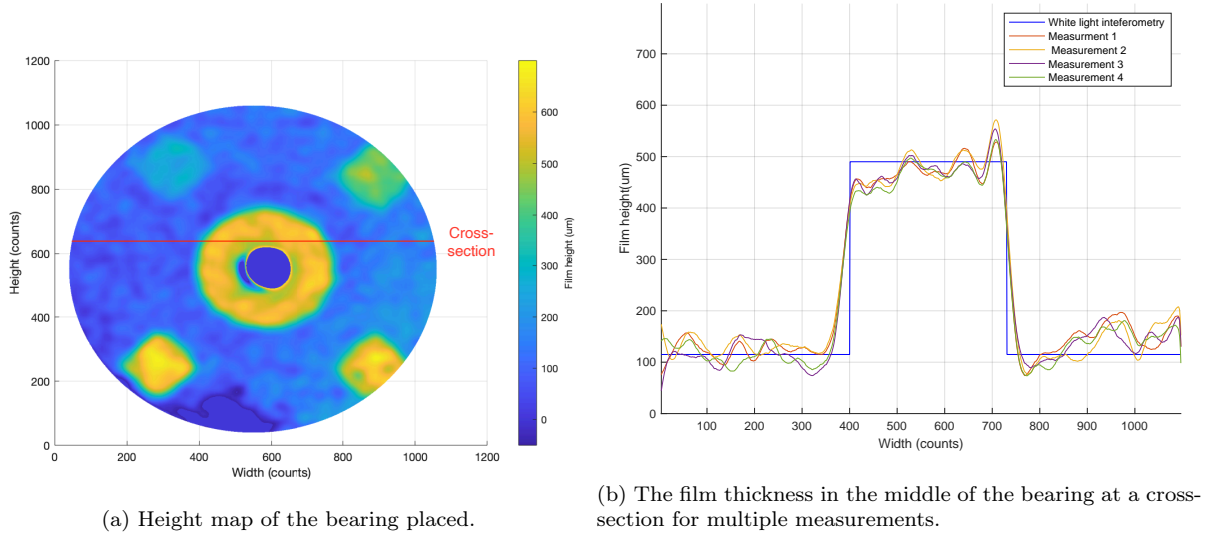 1200
1000
800
600
400
200
0
0
200
400
600
800
1000
1200
Height (counts)
Width (counts)
Cross-
section
600
500
400
300
200
100
0
Film height (um)
(a) Height map of the bearing placed.
White light inteferometry
Measurment 1
Measurement 2
Measurement 3
Measurement 4
700
600
500
400
300
200
100
0
100
200
300
400
500
600
700
800
900
1000
Film height(um)
Width (counts)
(b) The film thickness in the middle of the bearing at a cross-
section for multiple measurements.